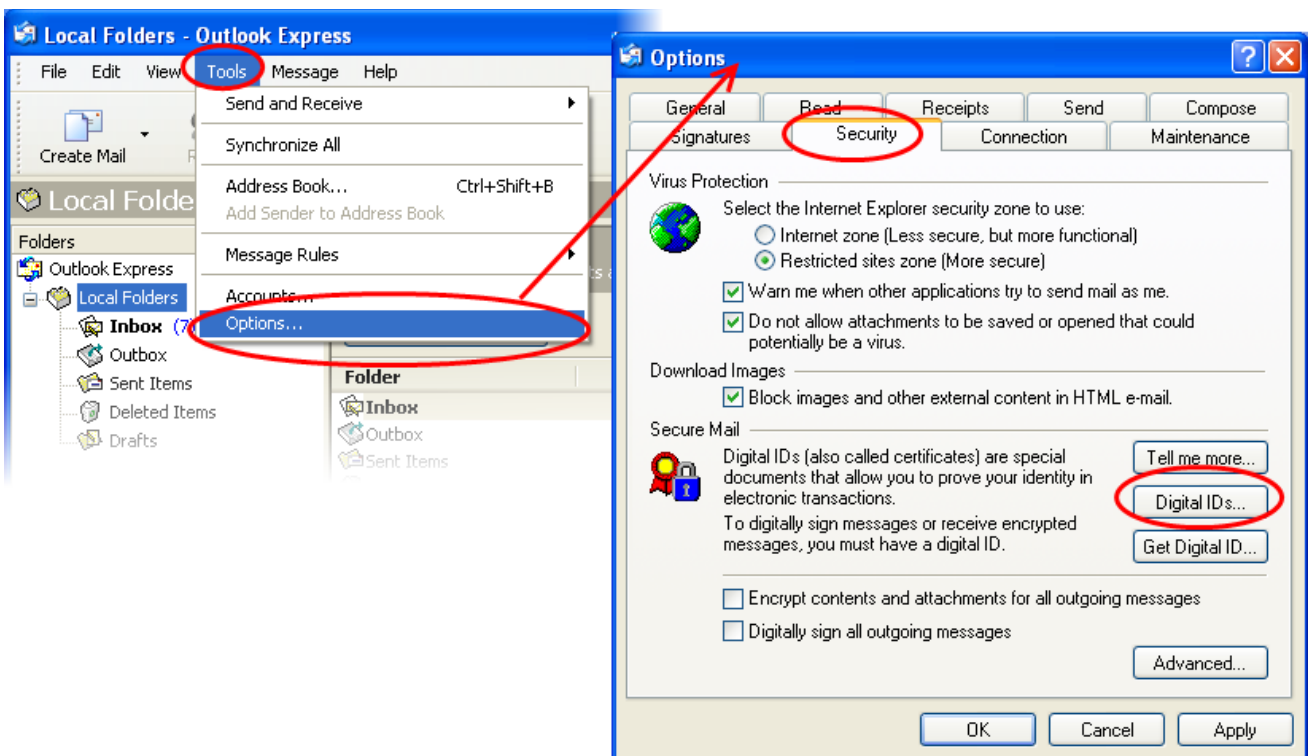 Local Folders - Outlook Express
File Edit View Tools Message Help
Create Mail
Local Folde
Folders
Outlook Express
Local Folders
Inbox (7)
Outbox
Sent Items
Deleted Items
Drafts
Send and Receive
Synchronize All
Address Book... Ctrl+Shift+B
Add Sender to Address Book
Message Rules
Accounts...
Options...
Folder
Inbox
Outbox
Sent Items
Options
General Read Receipts Send Compose
Signatures Security Connection Maintenance
Virus Protection
Select the Internet Explorer security zone to use:
Internet zone (Less secure, but more functional)
Restricted sites zone (More secure)
Warn me when other applications try to send mail as me.
Do not allow attachments to be saved or opened that could
potentially be a virus.
Download Images
Block images and other external content in HTML e-mail.
Secure Mail
Digital IDs (also called certificates) are special
documents that allow you to prove your identity in
electronic transactions.
To digitally sign messages or receive encrypted
messages, you must have a digital ID.
Tell me more...
Digital IDs...
Get Digital ID...
Encrypt contents and attachments for all outgoing messages
Digitally sign all outgoing messages
Advanced...
OK Cancel Apply